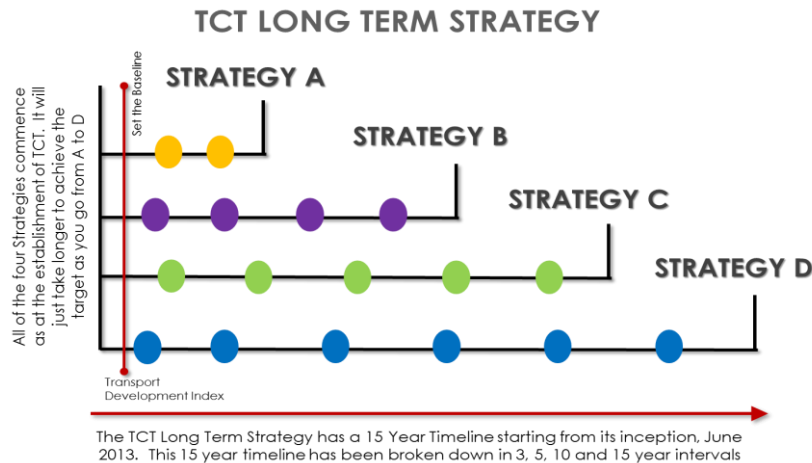 TCT LONG TERM STRATEGY
All of the four Strategies commence
as at the establishment of TCT. It will
just take longer to achieve the
target as you go from A to D
Set the Baseline
STRATEGY A
STRATEGY B
STRATEGY C
STRATEGY D
Transport
Development Index
The TCT Long Term Strategy has a 15 Year Timeline starting from its inception, June
2013. This 15 year timeline has been broken down in 3, 5, 10 and 15 year intervals